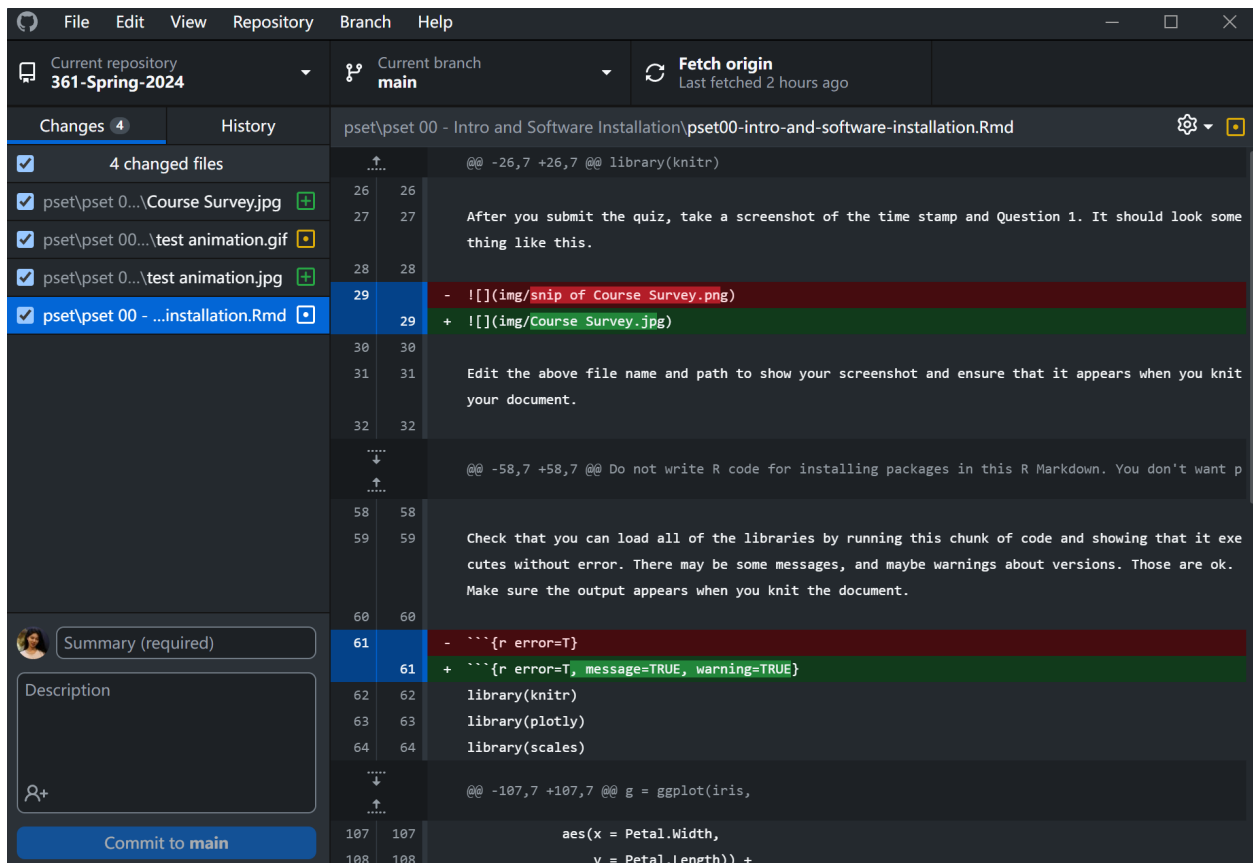 File Edit View Repository Branch Help
Current repository
361-Spring-2024
Current branch
main
Fetch origin
Last fetched 2 hours ago
Changes 4 History
4 changed files
pset\pset 0...\Course Survey.jpg
pset\pset 00...\test animation.gif
pset\pset 0...\test animation.jpg
pset\pset 00 - ...installation.Rmd
Summary (required)
Description
Commit to main
pset\pset 00 - Intro and Software Installation\pset00-intro-and-software-installation.Rmd
@@ -26,7 +26,7 @@ library(knitr)
26 26
27 27 After you submit the quiz, take a screenshot of the time stamp and Question 1. It should look some
thing like this.
28 28
29 - ![](img/snip of Course Survey.png)
29 + ![](img/Course Survey.jpg)
30 30
31 31 Edit the above file name and path to show your screenshot and ensure that it appears when you knit
your document.
32 32
@@ -58,7 +58,7 @@ Do not write R code for installing packages in this R Markdown. You don't want p
58 58
59 59 Check that you can load all of the libraries by running this chunk of code and showing that it exe
cutes without error. There may be some messages, and maybe warnings about versions. Those are ok.
Make sure the output appears when you knit the document.
60 60
61 - ```{r error=T}
61 + ```{r error=T, message=TRUE, warning=TRUE}
62 62 library(knitr)
63 63 library(plotly)
64 64 library(scales)
@@ -107,7 +107,7 @@ g = ggplot(iris,
107 107 aes(x = Petal.Width,
108 108 y = Petal.Length)) +